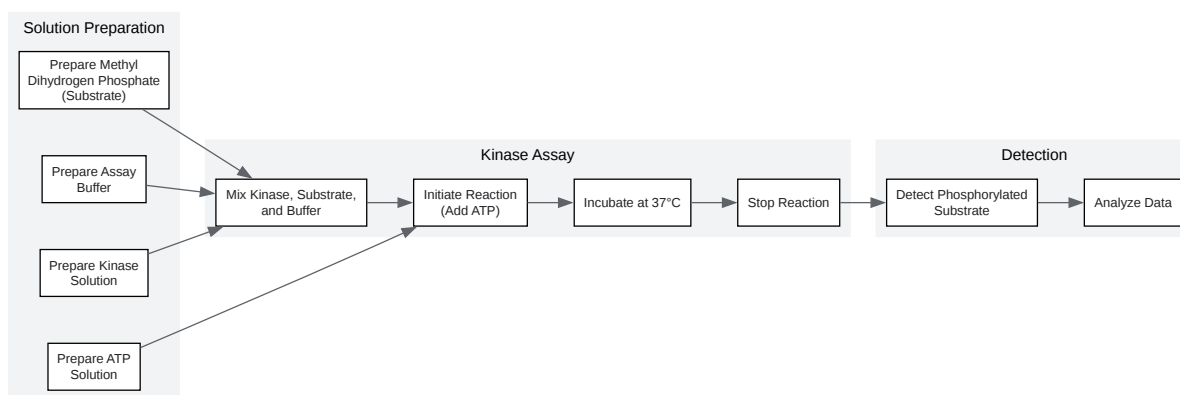 Solution Preparation
Prepare Methyl
Dihydrogen Phosphate
(Substrate)
Prepare Assay
Buffer
Prepare Kinase
Solution
Prepare ATP
Solution
Kinase Assay
Mix Kinase, Substrate,
and Buffer
Initiate Reaction
(Add ATP)
Incubate at 37°C
Stop Reaction
Detection
Detect Phosphorylated
Substrate
Analyze Data